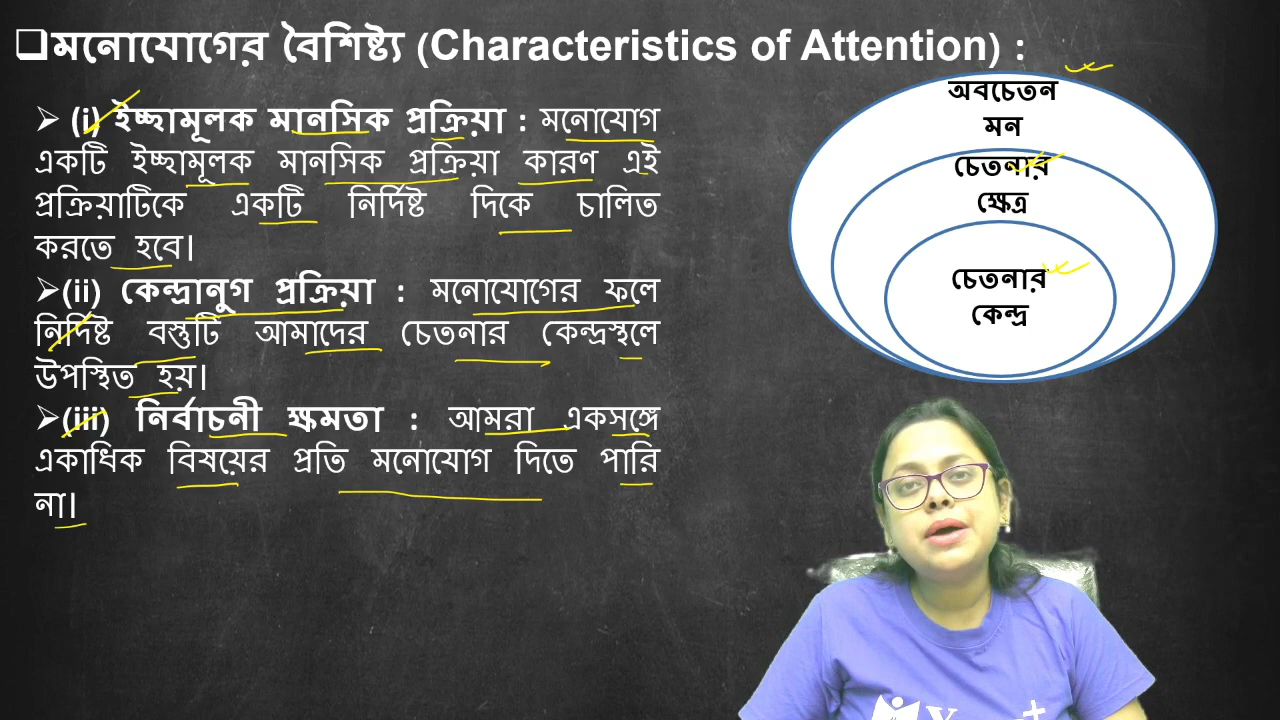 ❑মনোযোগের বৈশিষ্ট্য (Characteristics of Attention) :
➢ (i) ইচ্ছামূলক মানসিক প্রক্রিয়া : মনোযোগ
একটি ইচ্ছামূলক মানসিক প্রক্রিয়া কারণ এই
প্রক্রিয়াটিকে একটি নির্দিষ্ট দিকে চালিত
করতে হবে।
➢(ii) কেন্দ্রানুগ প্রক্রিয়া : মনোযোগের ফলে
নির্দিষ্ট বস্তুটি আমাদের চেতনার কেন্দ্রস্থলে
উপস্থিত হয়।
➢(iii) নির্বাচনী ক্ষমতা : আমরা একসঙ্গে
একাধিক বিষয়ের প্রতি মনোযোগ দিতে পারি
না।
অবচেতন
মন
চেতনার
ক্ষেত্র
চেতনার
কেন্দ্র